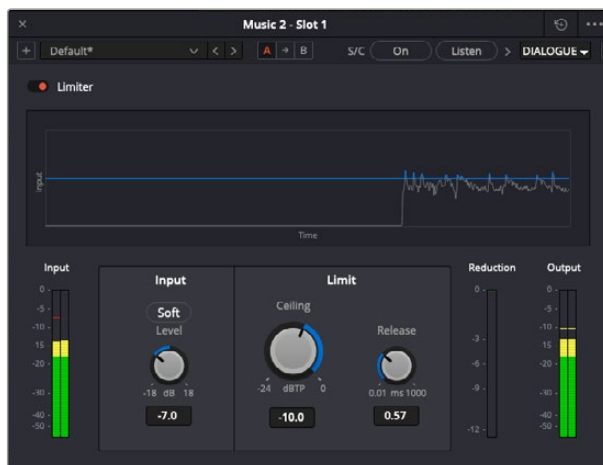 Music 2 - Slot 1
Default*
A
B
S/C
On
Listen
DIALOGUE
Limiter
Input
Time
Input
0
-5
-10
-15
-20
-30
-40
-50
Input
Soft
Level
-18 dB 18
-7.0
Limit
Ceiling
-24 dBTP 0
-10.0
Release
0.01 ms 1000
0.57
Reduction
0
-3
-6
-9
-12
Output
0
-5
-10
-15
-20
-30
-40
-50